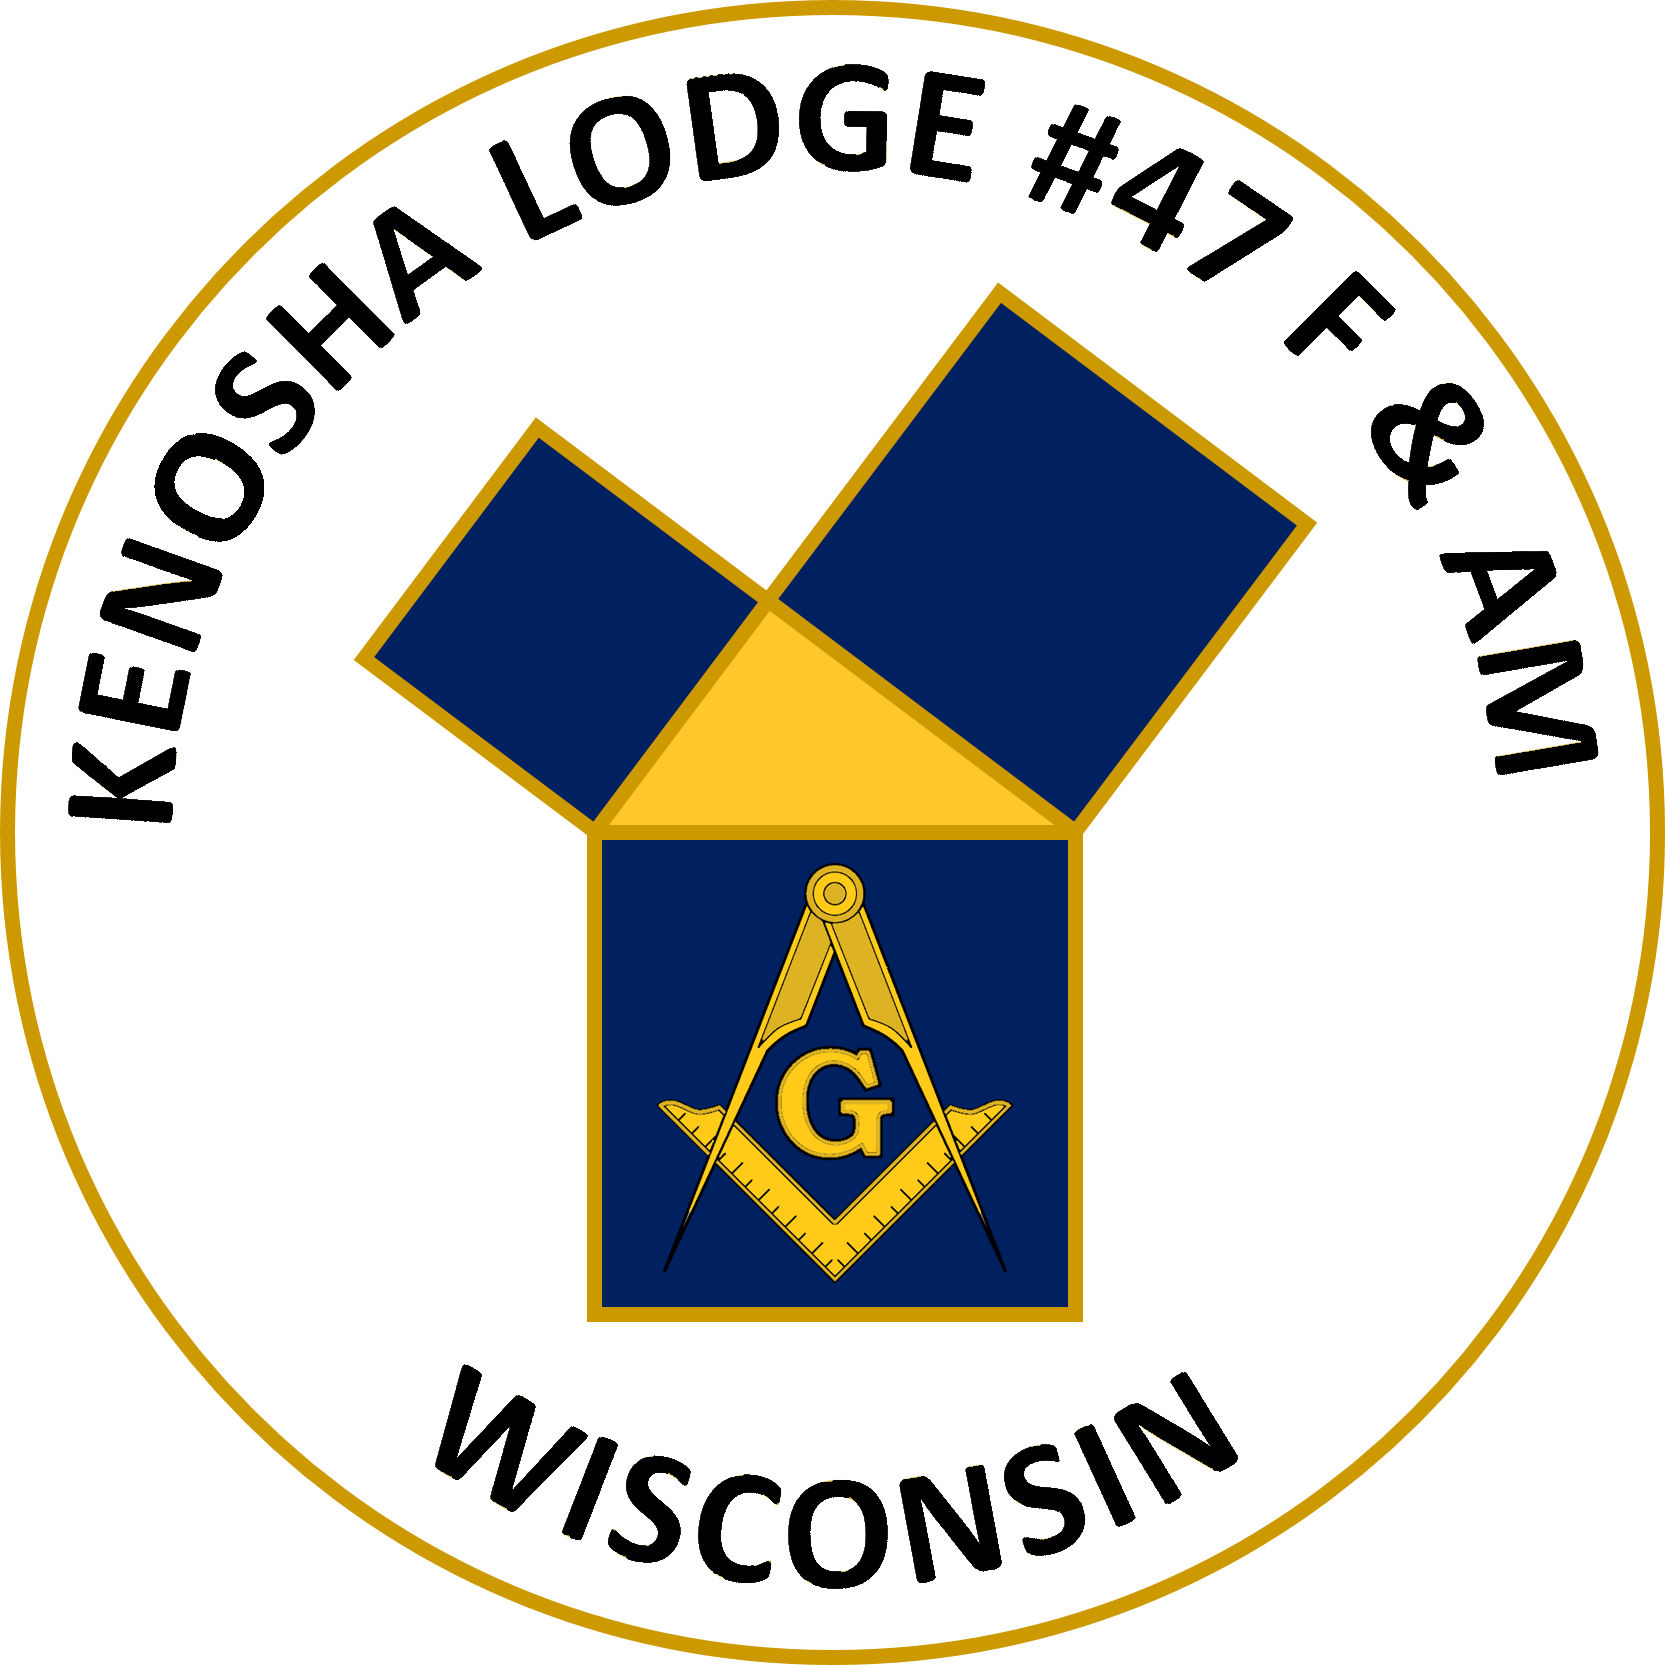 KENOSHA LODGE #47 F & AM
G
WISCONSIN